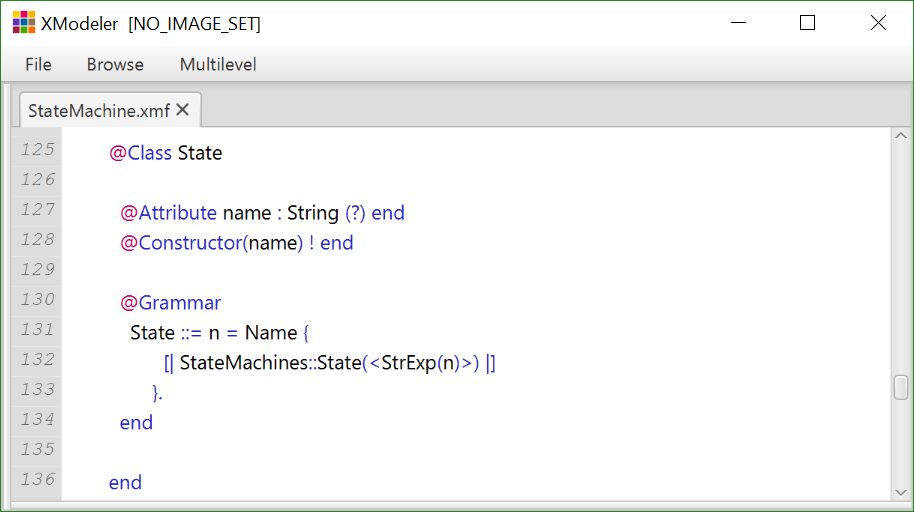 XModeler [NO_IMAGE_SET]
File Browse Multilevel
StateMachine.xmf
125 @Class State
126
127 @Attribute name : String (?) end
128 @Constructor(name) ! end
129
130 @Grammar
131 State ::= n = Name {
132 [| StateMachines::State(<StrExp(n)>) |]
133 }.
134 end
135
136 end